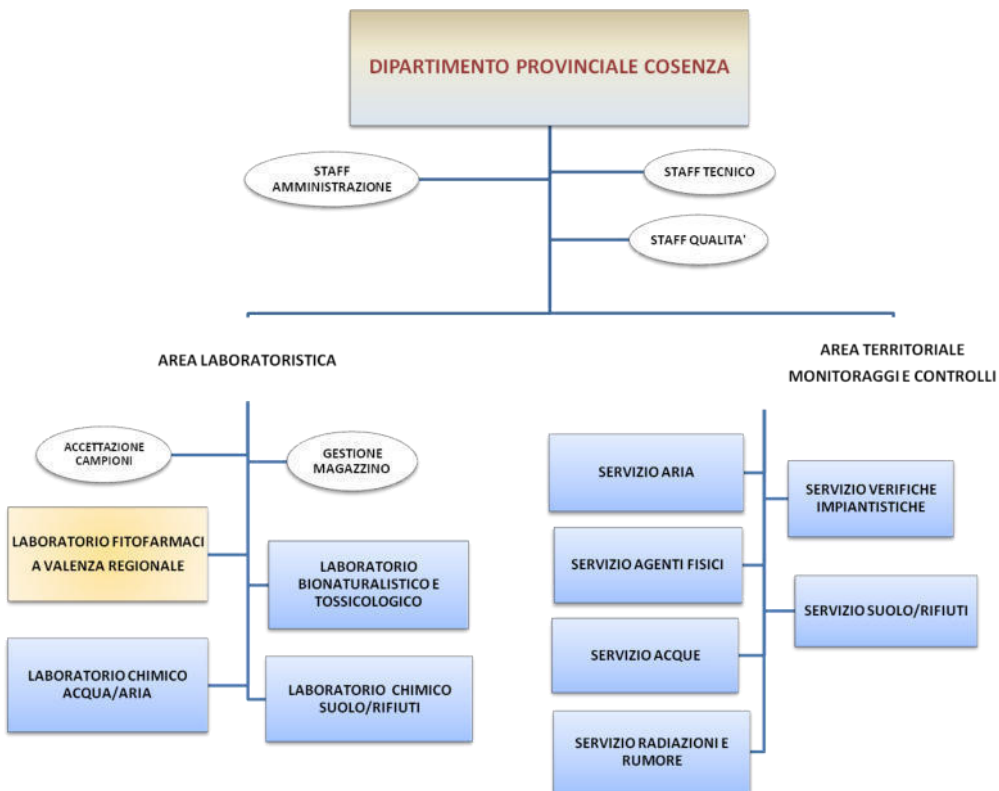 DIPARTIMENTO PROVINCIALE COSENZA
STAFF
AMMINISTRAZIONE
STAFF TECNICO
STAFF QUALITA'
AREA LABORATORISTICA
ACCETTAZIONE
CAMPIONI
GESTIONE
MAGAZZINO
LABORATORIO FITOFARMACI
A VALENZA REGIONALE
LABORATORIO
BIONATURALISTICO E
TOSSICOLOGICO
LABORATORIO CHIMICO
ACQUA/ARIA
LABORATORIO CHIMICO
SUOLO/RIFIUTI
AREA TERRITORIALE
MONITORAGGI E CONTROLLI
SERVIZIO ARIA
SERVIZIO VERIFICHE
IMPIANTISTICHE
SERVIZIO AGENTI FISICI
SERVIZIO SUOLO/RIFIUTI
SERVIZIO ACQUE
SERVIZIO RADIAZIONI E
RUMORE